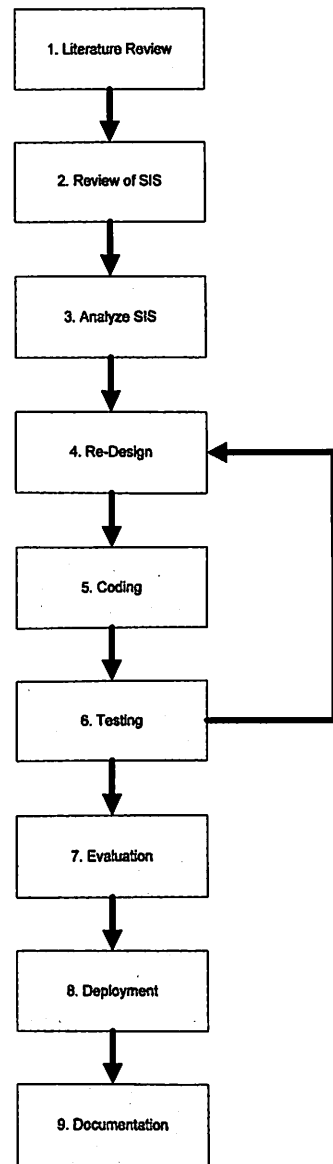 1. Literature Review
2. Review of SIS
3. Analyze SIS
4. Re-Design
5. Coding
6. Testing
7. Evaluation
8. Deployment
9. Documentation